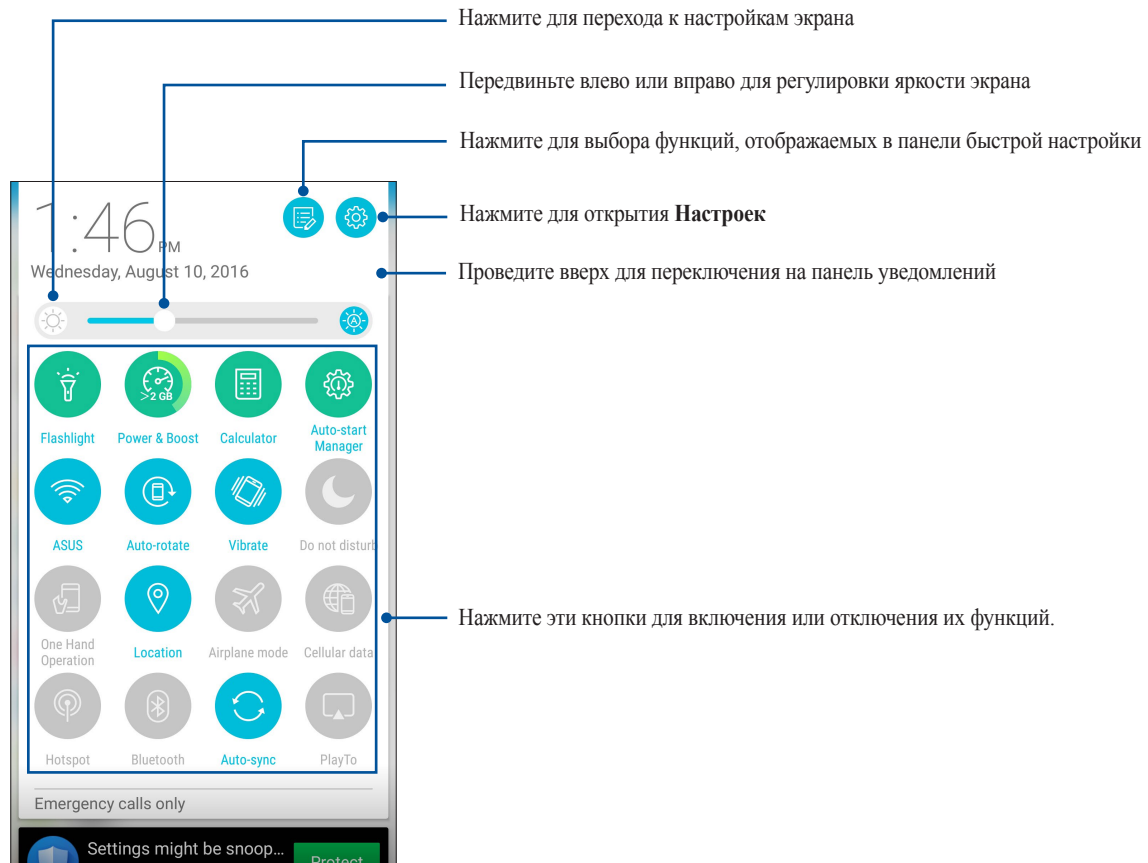 Нажмите для перехода к настройкам экрана
Передвиньте влево или вправо для регулировки яркости экрана
Нажмите для выбора функций, отображаемых в панели быстрой настройки
Нажмите для открытия Настроек
Проведите вверх для переключения на панель уведомлений
1:46 PM
Wednesday, August 10, 2016
A
>2 GB
Flashlight Power & Boost Calculator Auto-start
Manager
ASUS Auto-rotate Vibrate Do not disturb
Нажмите эти кнопки для включения или отключения их функций.
One Hand
Operation Location Airplane mode Cellular data
Hotspot Bluetooth Auto-sync PlayTo
Emergency calls only
Settings might be snoop...
Protect